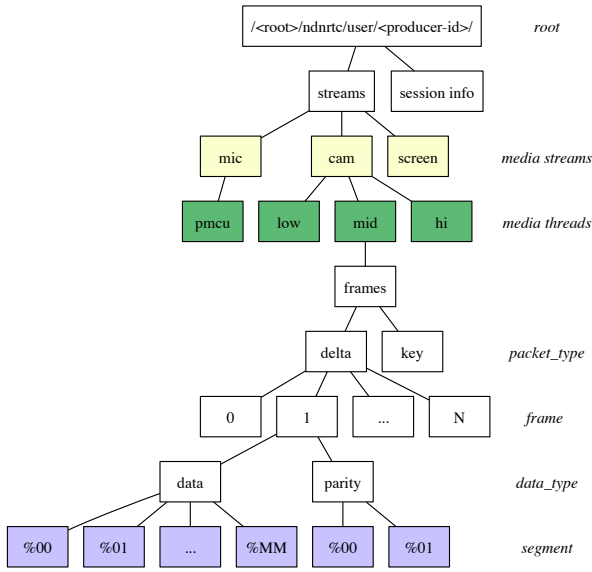 /<root>/ndnrtc/user/<producer-id>/ root
streams session info
mic cam screen media streams
pmcu low mid hi media threads
frames
delta key packet_type
0 1 ... N frame
data parity data_type
%00 %01 ... %MM %00 %01 segment